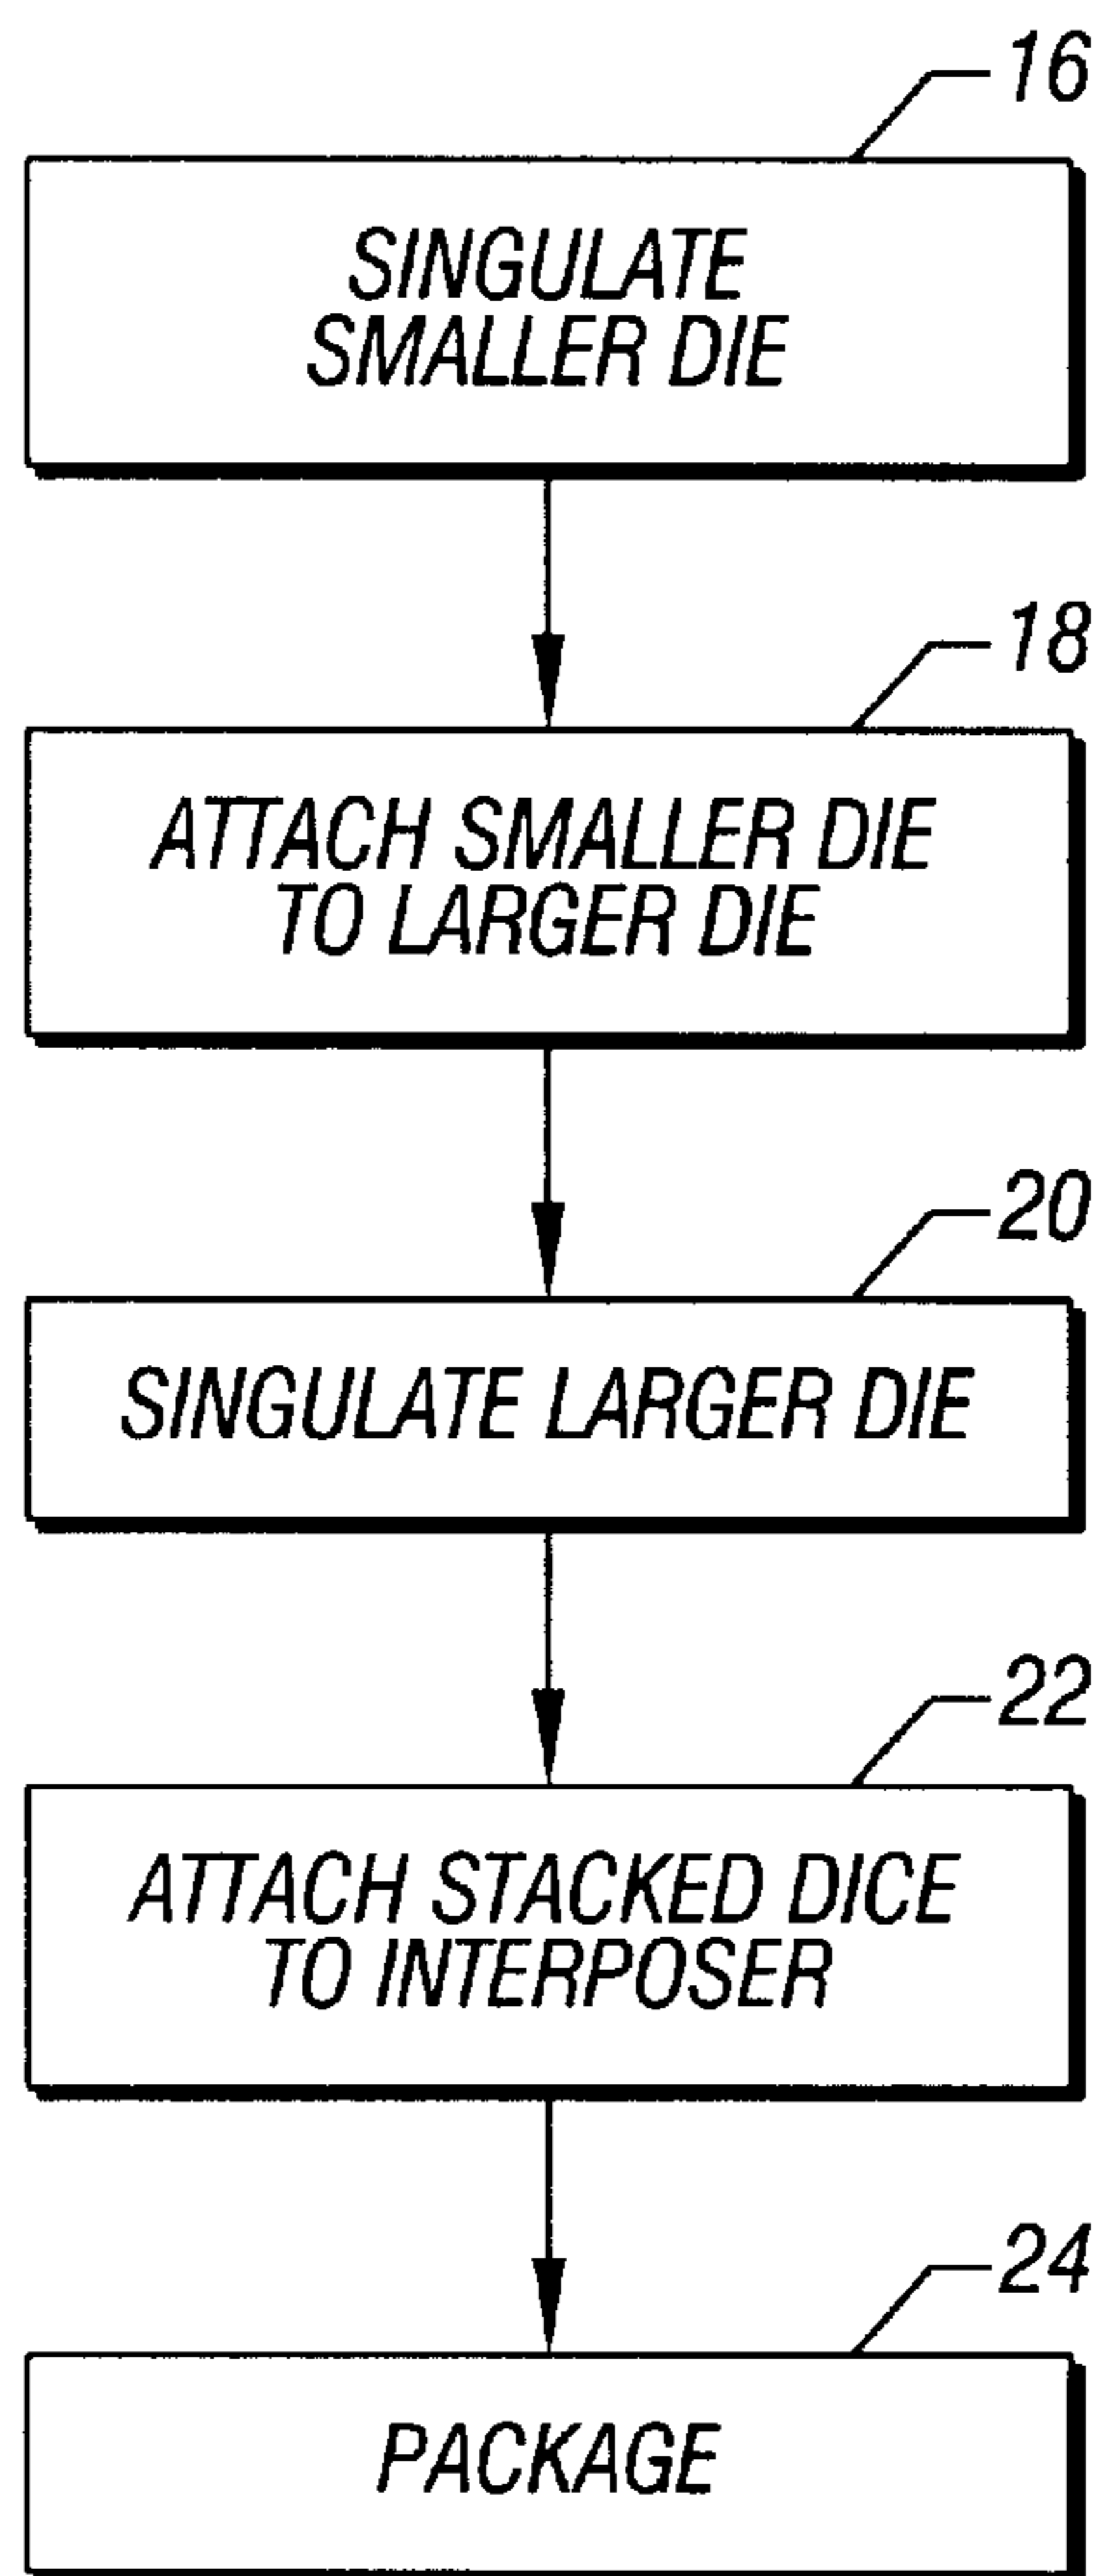 16
SINGULATE
SMALLER DIE
18
ATTACH SMALLER DIE
TO LARGER DIE
20
SINGULATE LARGER DIE
22
ATTACH STACKED DICE
TO INTERPOSER
24
PACKAGE